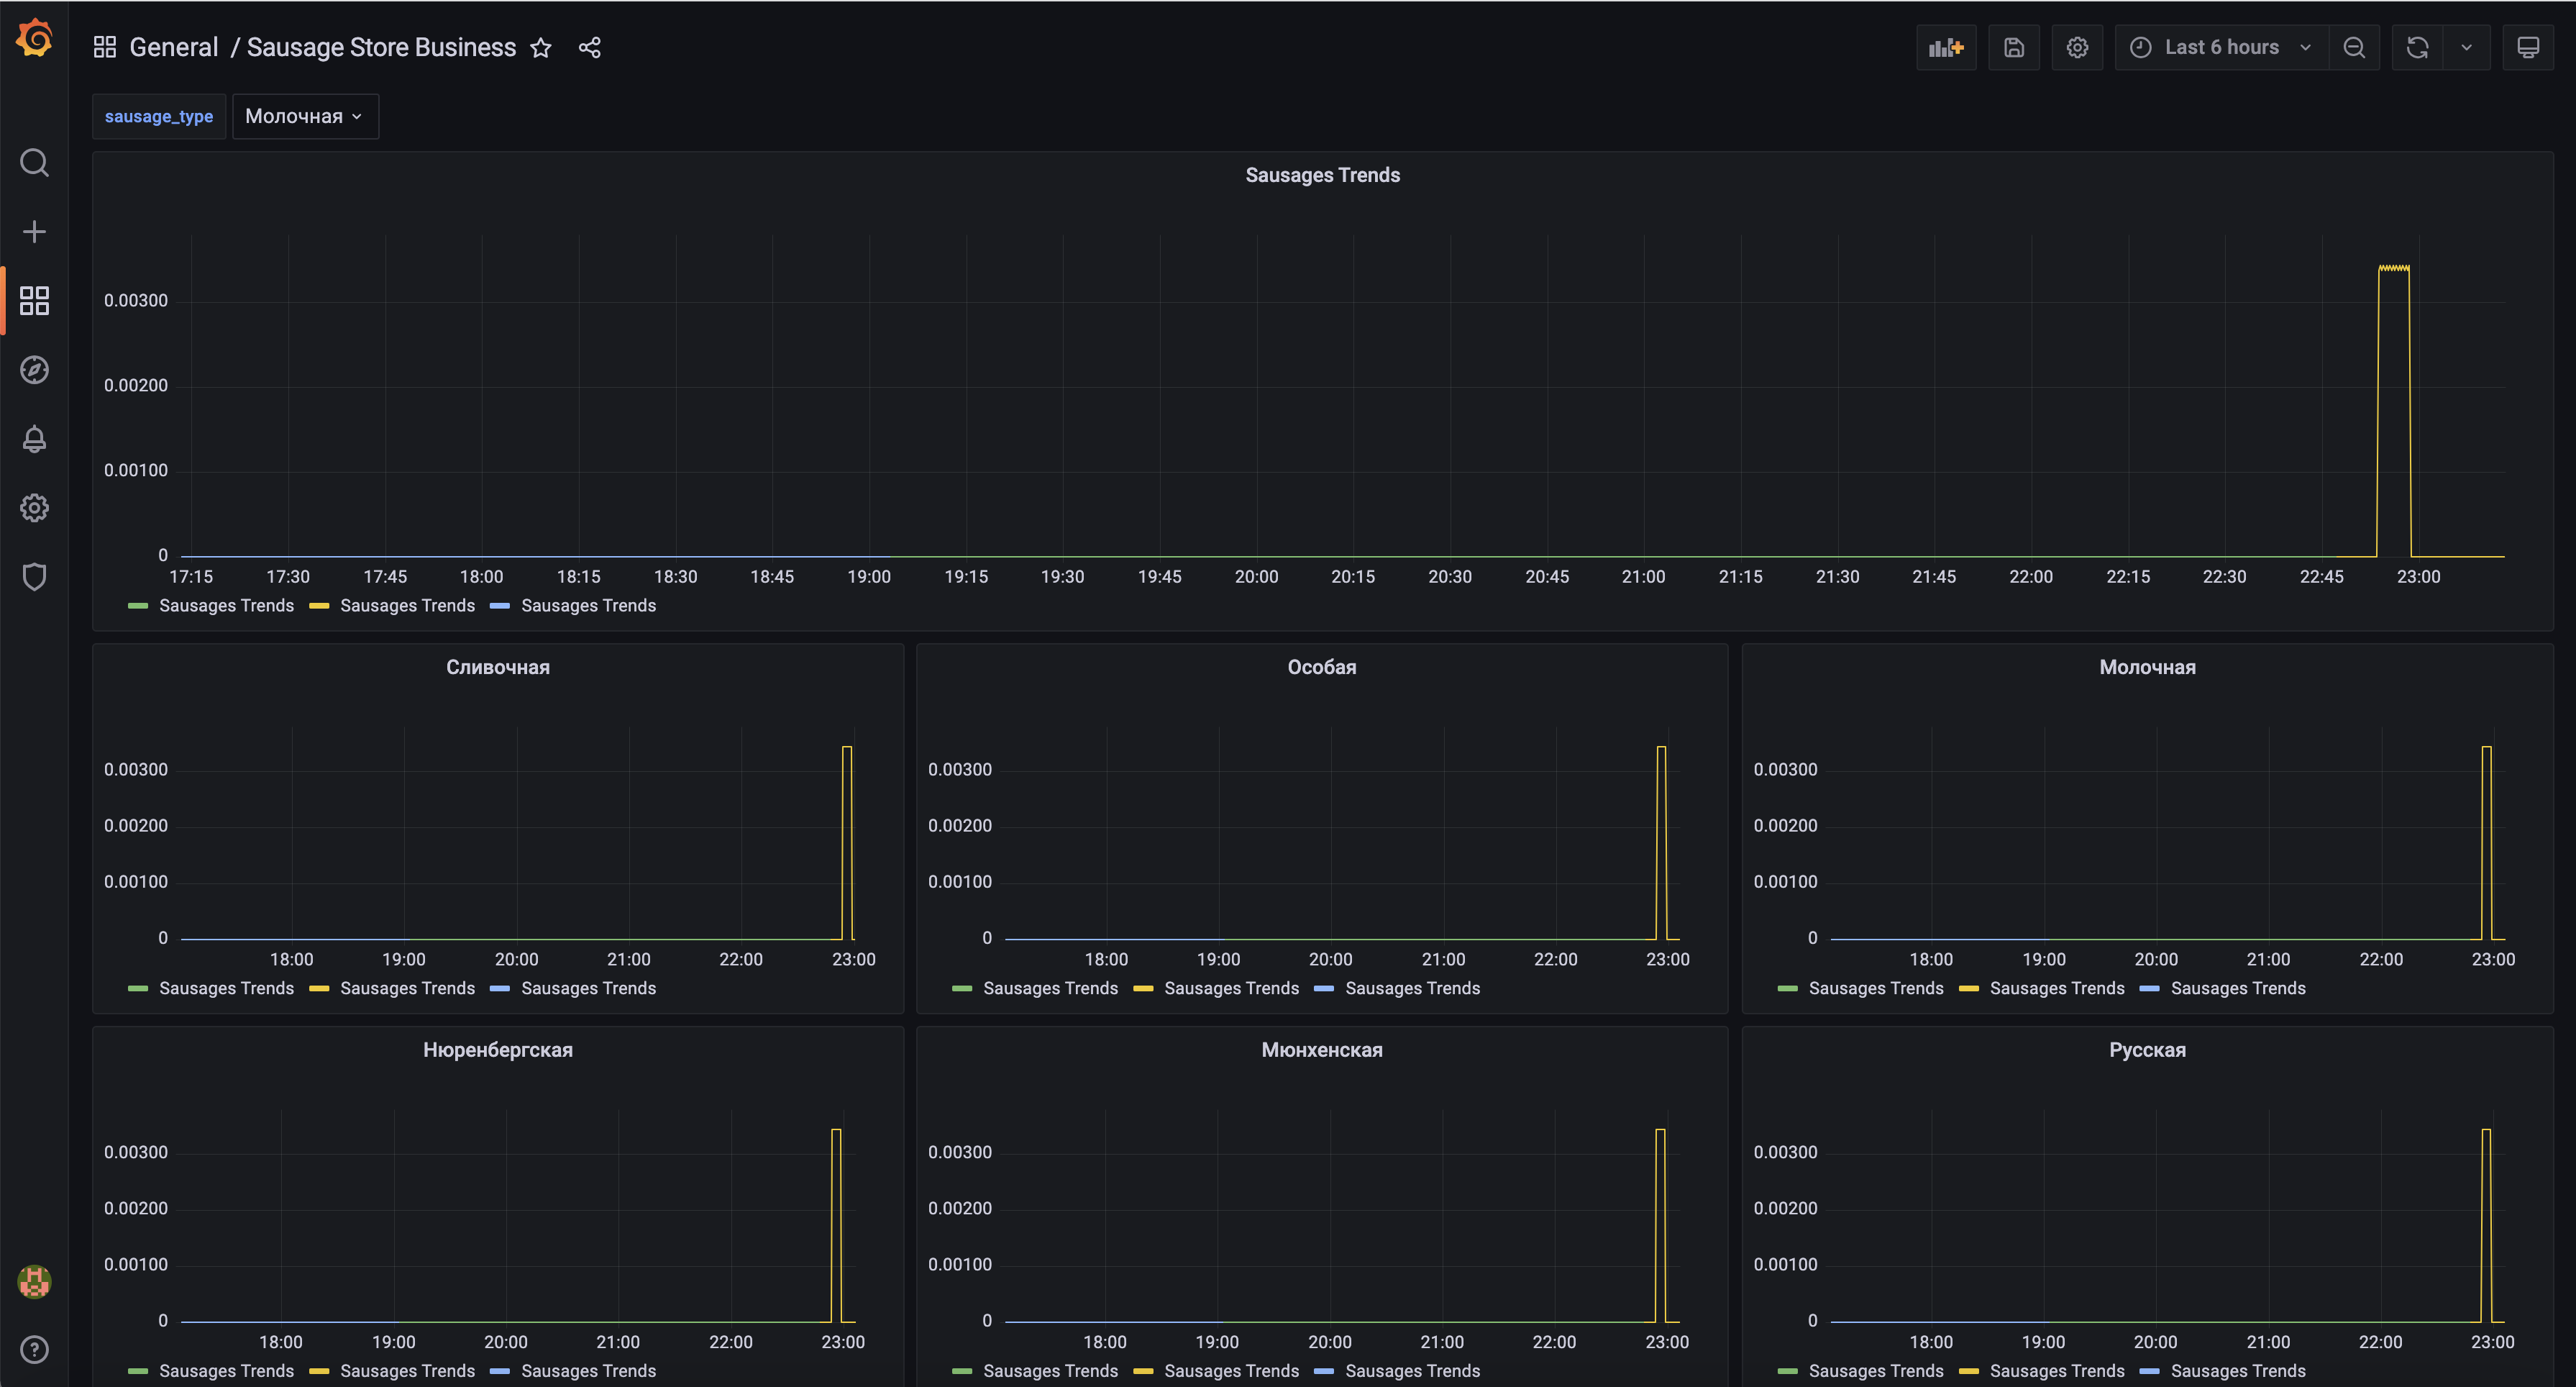 General / Sausage Store Business
Last 6 hours
sausage_type Молочная
Sausages Trends
0.00300
0.00200
0.00100
0
17:15 17:30 17:45 18:00 18:15 18:30 18:45 19:00 19:15 19:30 19:45 20:00 20:15 20:30 20:45 21:00 21:15 21:30 21:45 22:00 22:15 22:30 22:45 23:00
Sausages Trends Sausages Trends Sausages Trends
Сливочная
0.00300
0.00200
0.00100
0
18:00 19:00 20:00 21:00 22:00 23:00
Sausages Trends Sausages Trends Sausages Trends
Особая
0.00300
0.00200
0.00100
0
18:00 19:00 20:00 21:00 22:00 23:00
Sausages Trends Sausages Trends Sausages Trends
Молочная
0.00300
0.00200
0.00100
0
18:00 19:00 20:00 21:00 22:00 23:00
Sausages Trends Sausages Trends Sausages Trends
Нюренбергская
0.00300
0.00200
0.00100
0
18:00 19:00 20:00 21:00 22:00 23:00
Sausages Trends Sausages Trends Sausages Trends
Мюнхенская
0.00300
0.00200
0.00100
0
18:00 19:00 20:00 21:00 22:00 23:00
Sausages Trends Sausages Trends Sausages Trends
Русская
0.00300
0.00200
0.00100
0
18:00 19:00 20:00 21:00 22:00 23:00
Sausages Trends Sausages Trends Sausages Trends